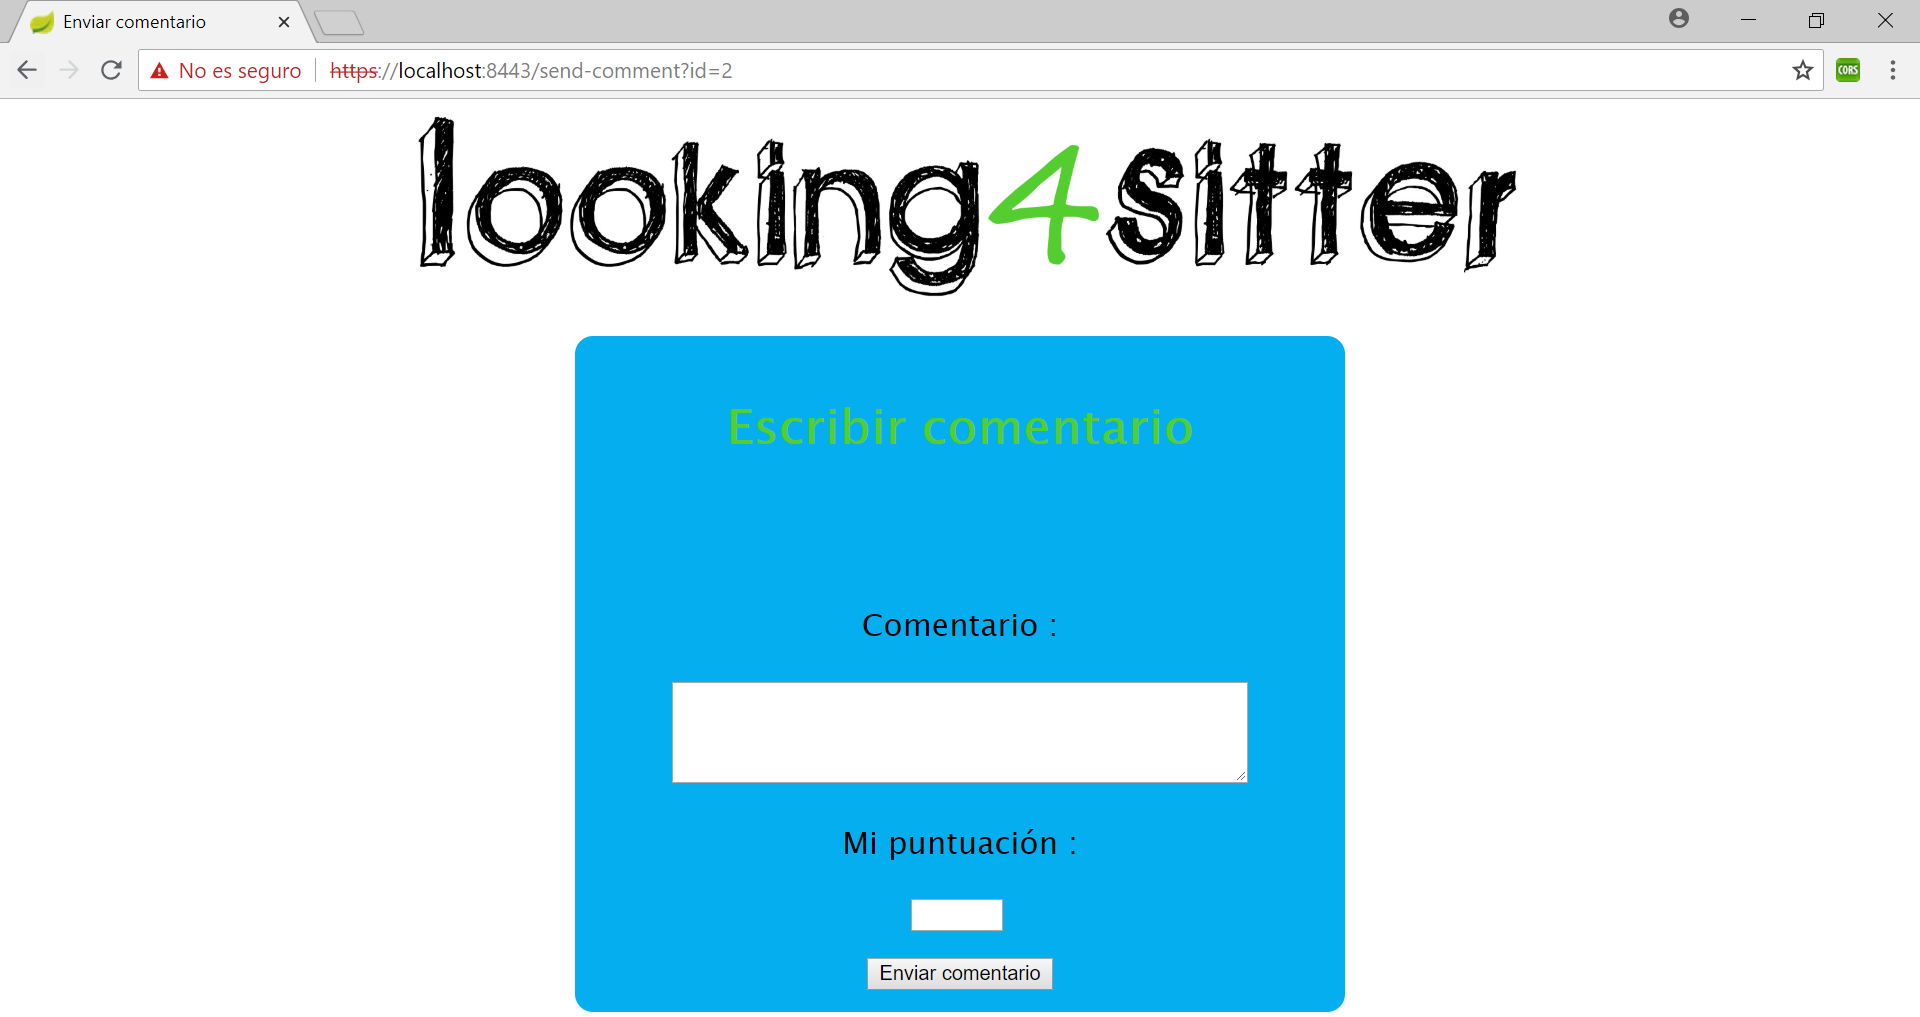 Enviar comentario
No es seguro https://localhost:8443/send-comment?id=2
CORS
looking4sitter
Escribir comentario
Comentario :
Mi puntuación :
Enviar comentario